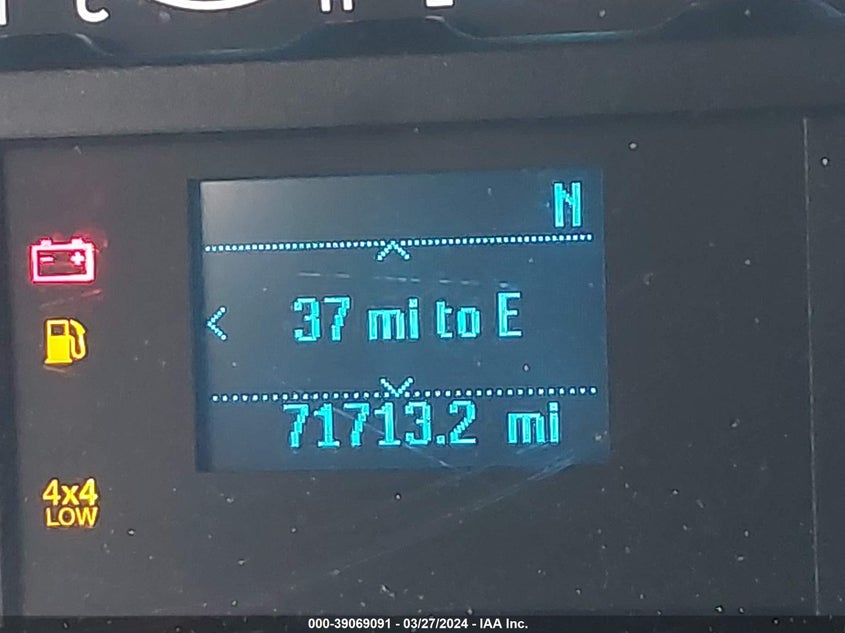 N
37 mi to E
71713.2 mi
4x4
LOW
000-39069091 - 03/27/2024 - IAA Inc.